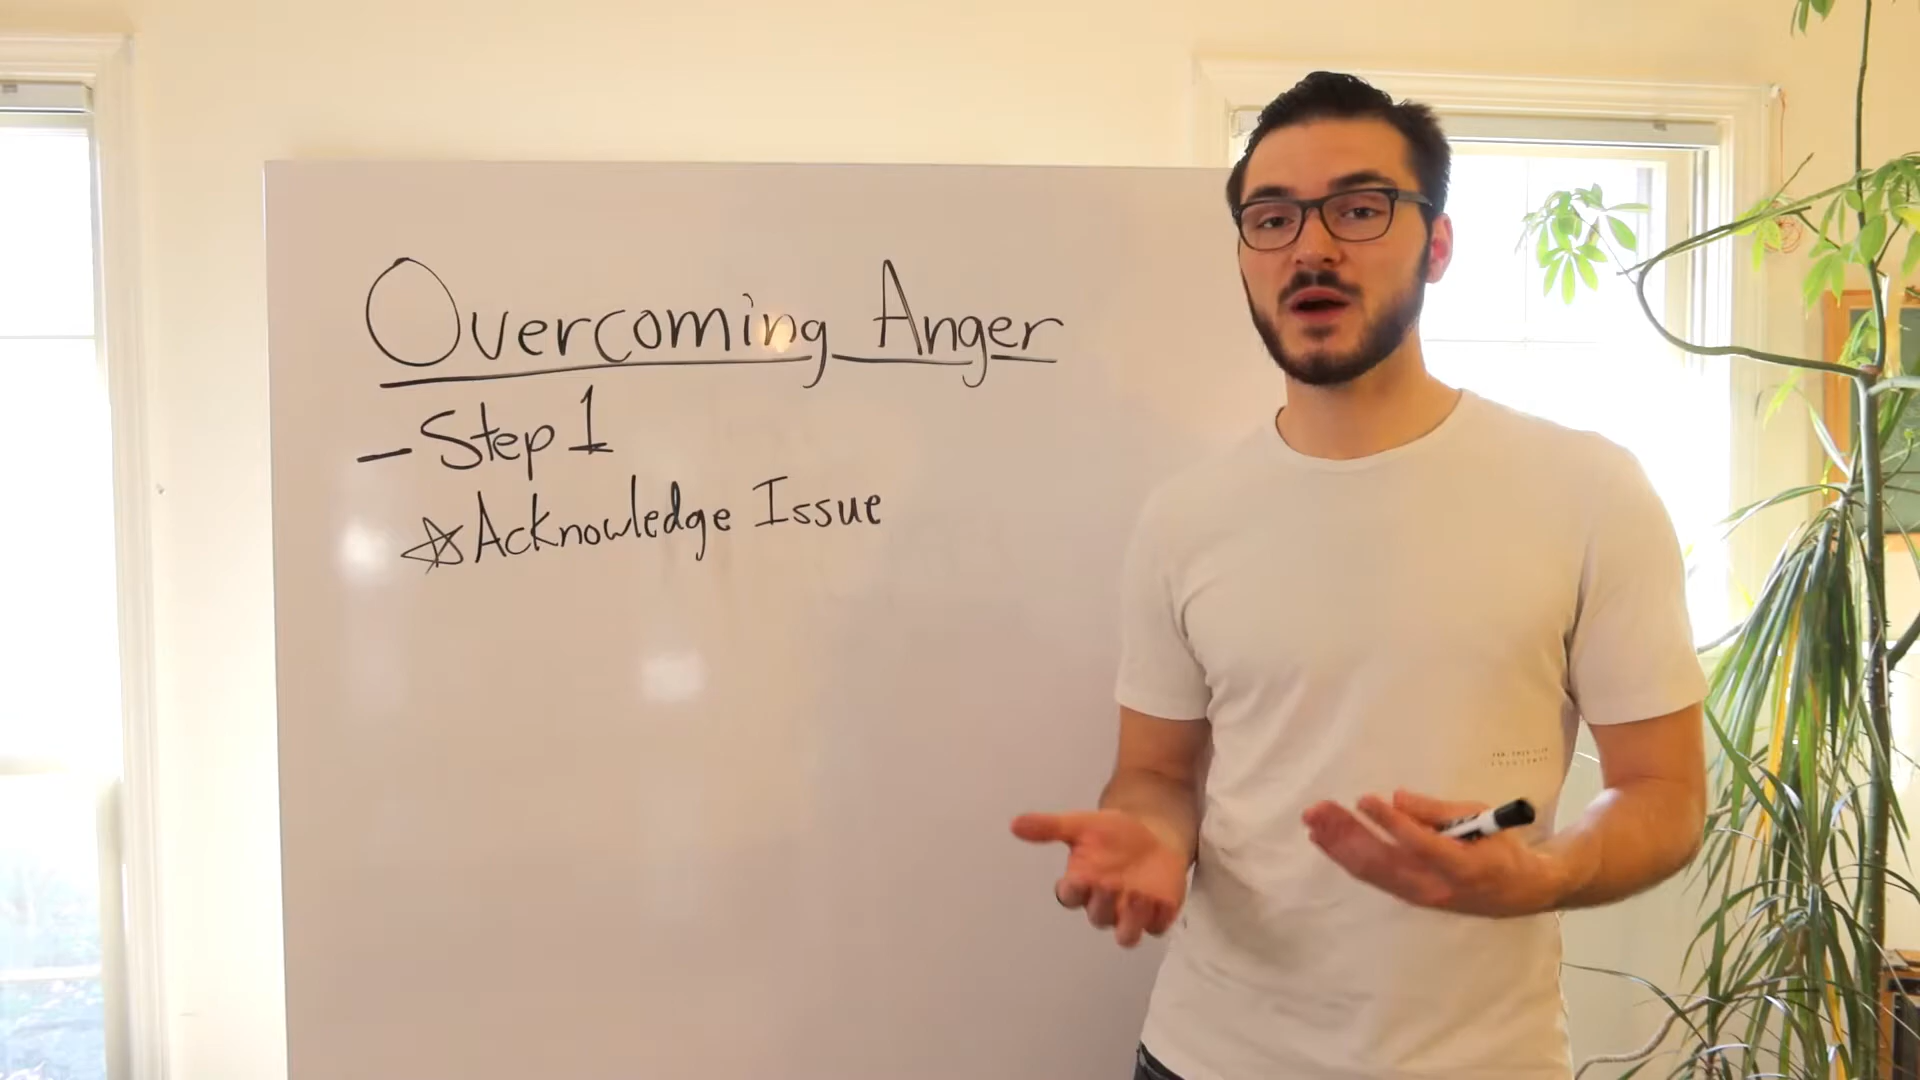 Overcoming Anger
- Step 1
☆ Acknowledge Issue